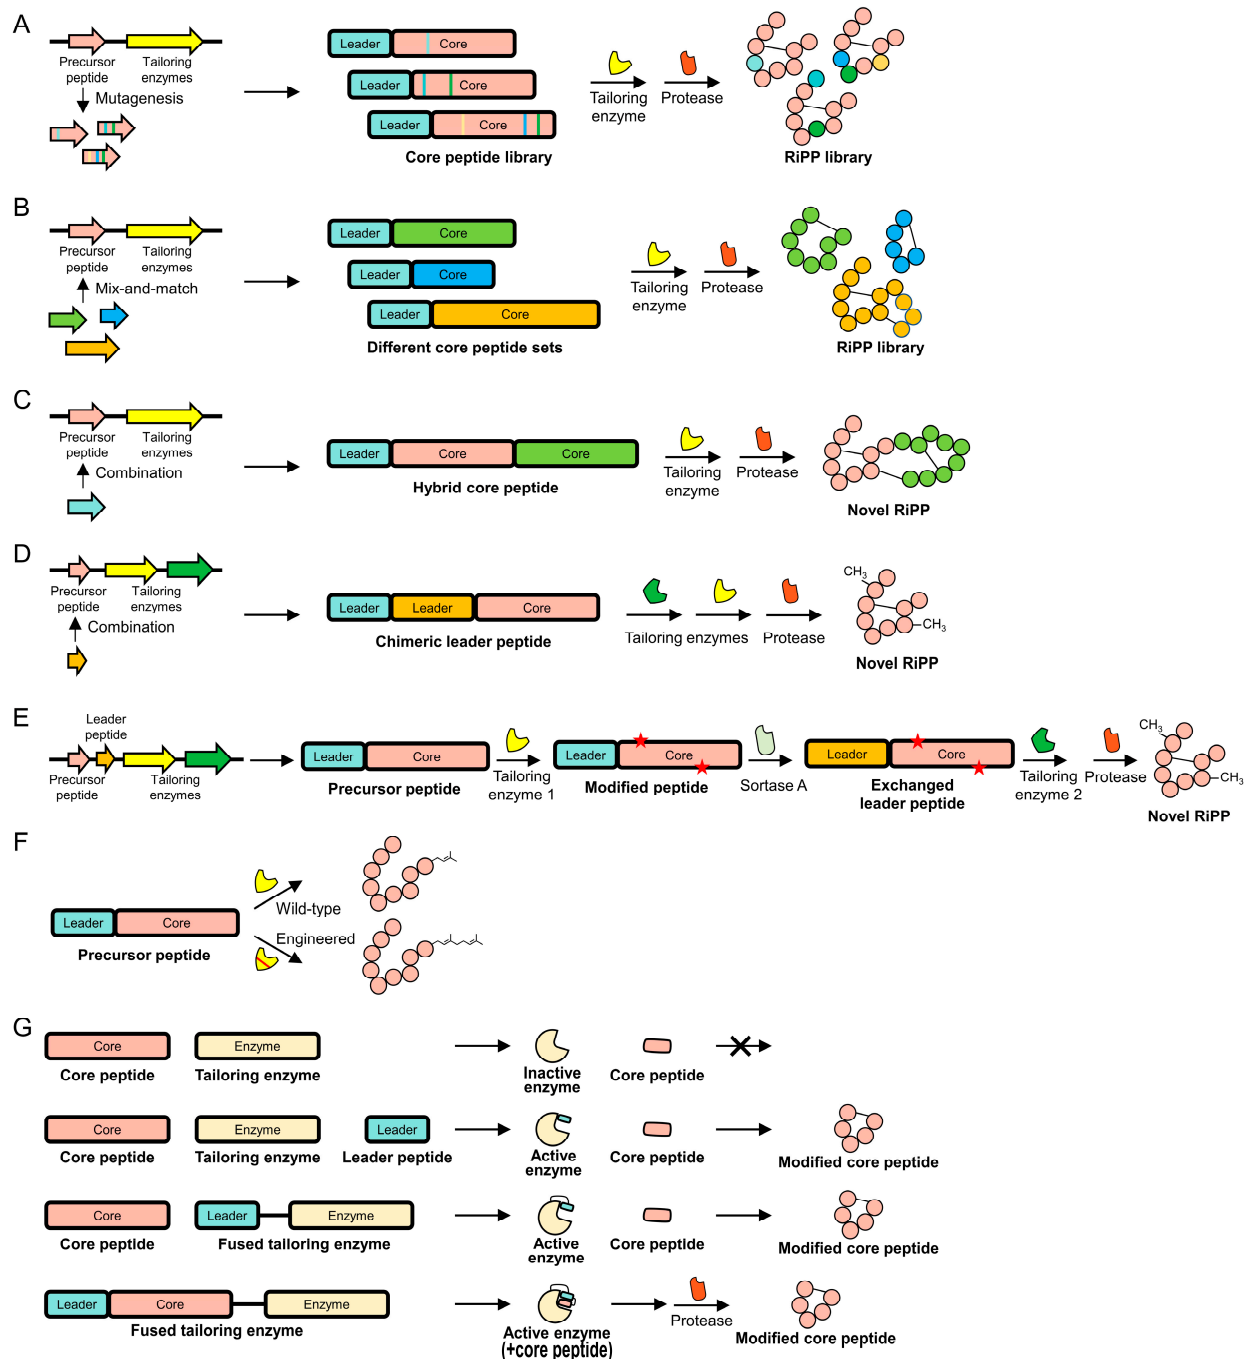 A
Precursor
peptide
Tailoring
enzymes
Mutagenesis
Leader
Core
Leader
Core
Leader
Core
Core peptide library
Tailoring
enzyme
Protease
RiPP library
B
Precursor
peptide
Tailoring
enzymes
Mix-and-match
Leader
Core
Leader
Core
Leader
Core
Different core peptide sets
Tailoring
enzyme
Protease
RiPP library
C
Precursor
peptide
Tailoring
enzymes
Combination
Leader
Core
Core
Hybrid core peptide
Tailoring
enzyme
Protease
Novel RiPP
D
Precursor
peptide
Tailoring
enzymes
Combination
Leader
Leader
Core
Chimeric leader peptide
Tailoring enzymes
Protease
CH3
CH3
Novel RiPP
E
Leader
peptide
Precursor
peptide
Tailoring
enzymes
Leader
Core
Precursor peptide
Tailoring
enzyme 1
Leader
Core
Modified peptide
Sortase A
Leader
Core
Exchanged
leader peptide
Tailoring
enzyme 2
Protease
CH3
CH3
Novel RiPP
F
Leader
Core
Precursor peptide
Wild-type
Engineered
G
Core
Core peptide
Enzyme
Tailoring enzyme
Inactive
enzyme
Core peptide
Core
Core peptide
Enzyme
Tailoring enzyme
Leader
Leader peptide
Active
enzyme
Core peptide
Modified core peptide
Core
Core peptide
Leader
Enzyme
Fused talloring enzyme
Active
enzyme
Core peptide
Modified core peptide
Leader
Core
Enzyme
Fused tailoring enzyme
Active enzyme
(+core peptide)
Protease
Modified core peptide